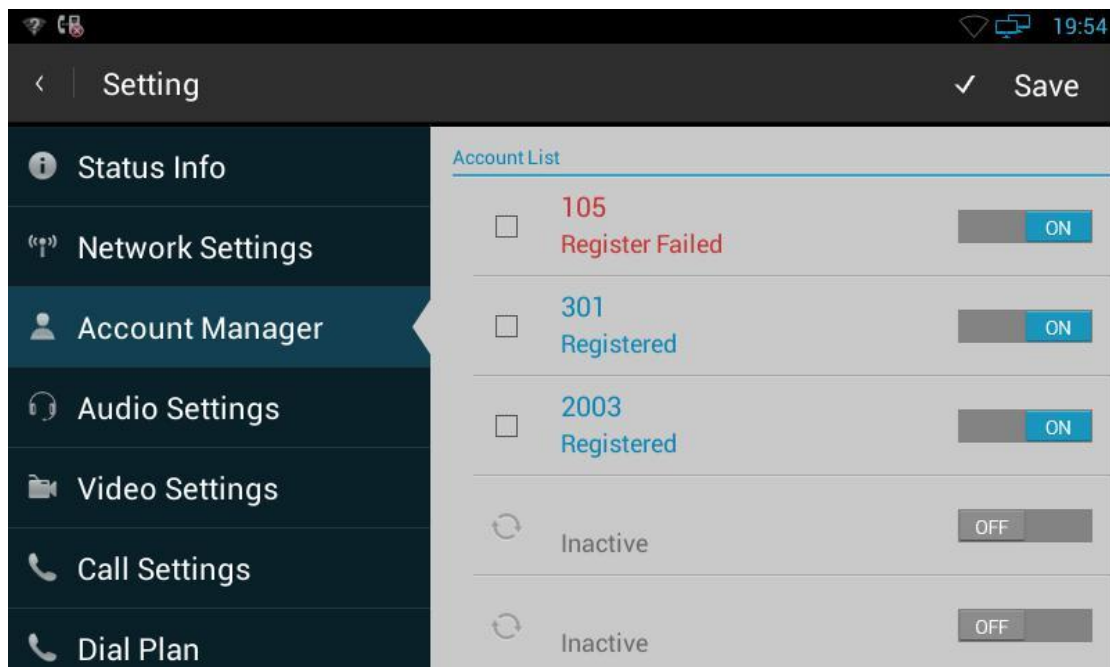 19:54
Setting
Save
Status Info
Network Settings
Account Manager
Audio Settings
Video Settings
Call Settings
Dial Plan
Account List
105
Register Failed
ON
301
Registered
ON
2003
Registered
ON
Inactive
OFF
Inactive
OFF